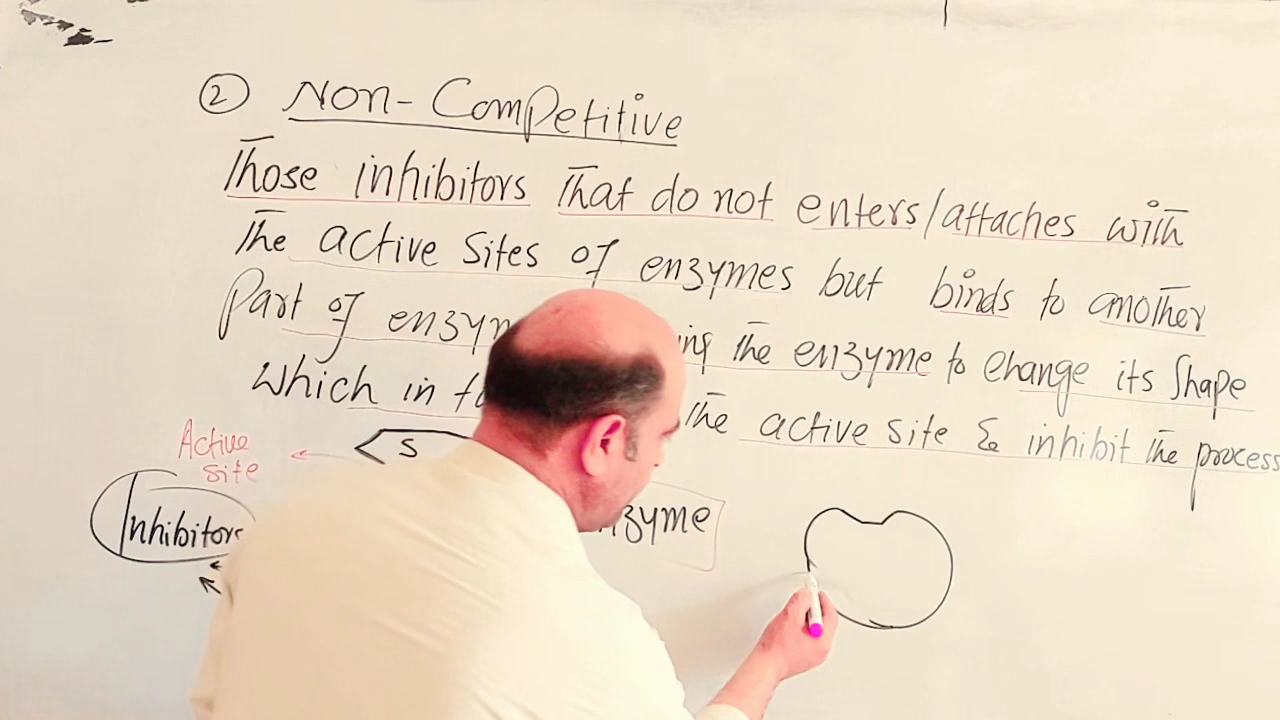 ② Non-Competitive
Those inhibitors that do not enters/attaches with
The active sites of enzymes but binds to another
Part of enzym ing the enzyme to change its shape
which in the active site & inhibit the process
Active
site
S
Inhibitors
zyme